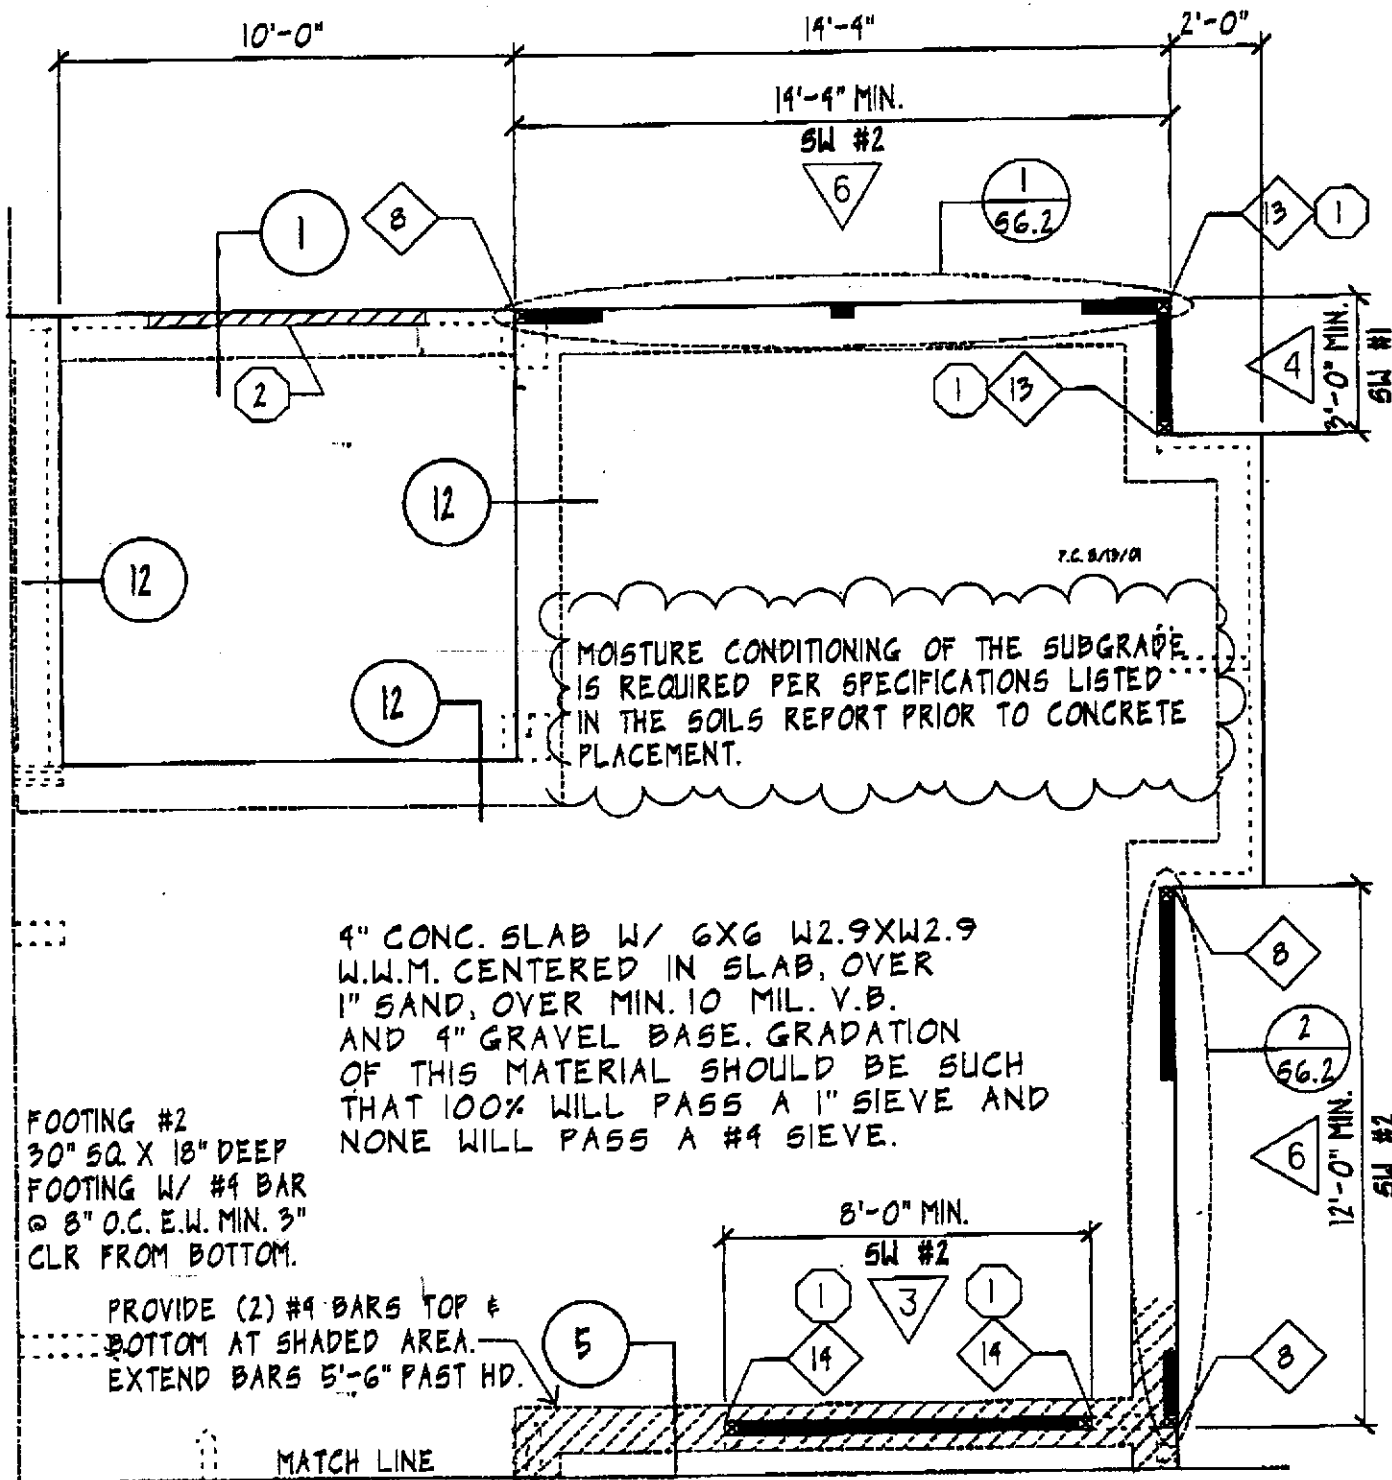 10'-0"
14'-4"
2'-0"
14'-4" MIN.
SW #2
6
1
S6.2
1
8
13
1
3'-0" MIN.
SW #1
4
2
1
13
12
12
12
MOISTURE CONDITIONING OF THE SUBGRADE
IS REQUIRED PER SPECIFICATIONS LISTED
IN THE SOILS REPORT PRIOR TO CONCRETE
PLACEMENT.
4" CONC. SLAB W/ 6X6 W2.9XW2.9
W.W.M. CENTERED IN SLAB, OVER
1" SAND, OVER MIN. 10 MIL. V.B.
AND 4" GRAVEL BASE. GRADATION
OF THIS MATERIAL SHOULD BE SUCH
THAT 100% WILL PASS A 1" SIEVE AND
NONE WILL PASS A #4 SIEVE.
8
2
S6.2
6
12'-0" MIN.
SW #2
FOOTING #2
30" SQ. X 18" DEEP
FOOTING W/ #4 BAR
@ 8" O.C. E.W. MIN. 3"
CLR FROM BOTTOM.
8'-0" MIN.
SW #2
1
3
1
PROVIDE (2) #4 BARS TOP &
BOTTOM AT SHADED AREA.
EXTEND BARS 5'-6" PAST HD.
5
14
14
8
MATCH LINE